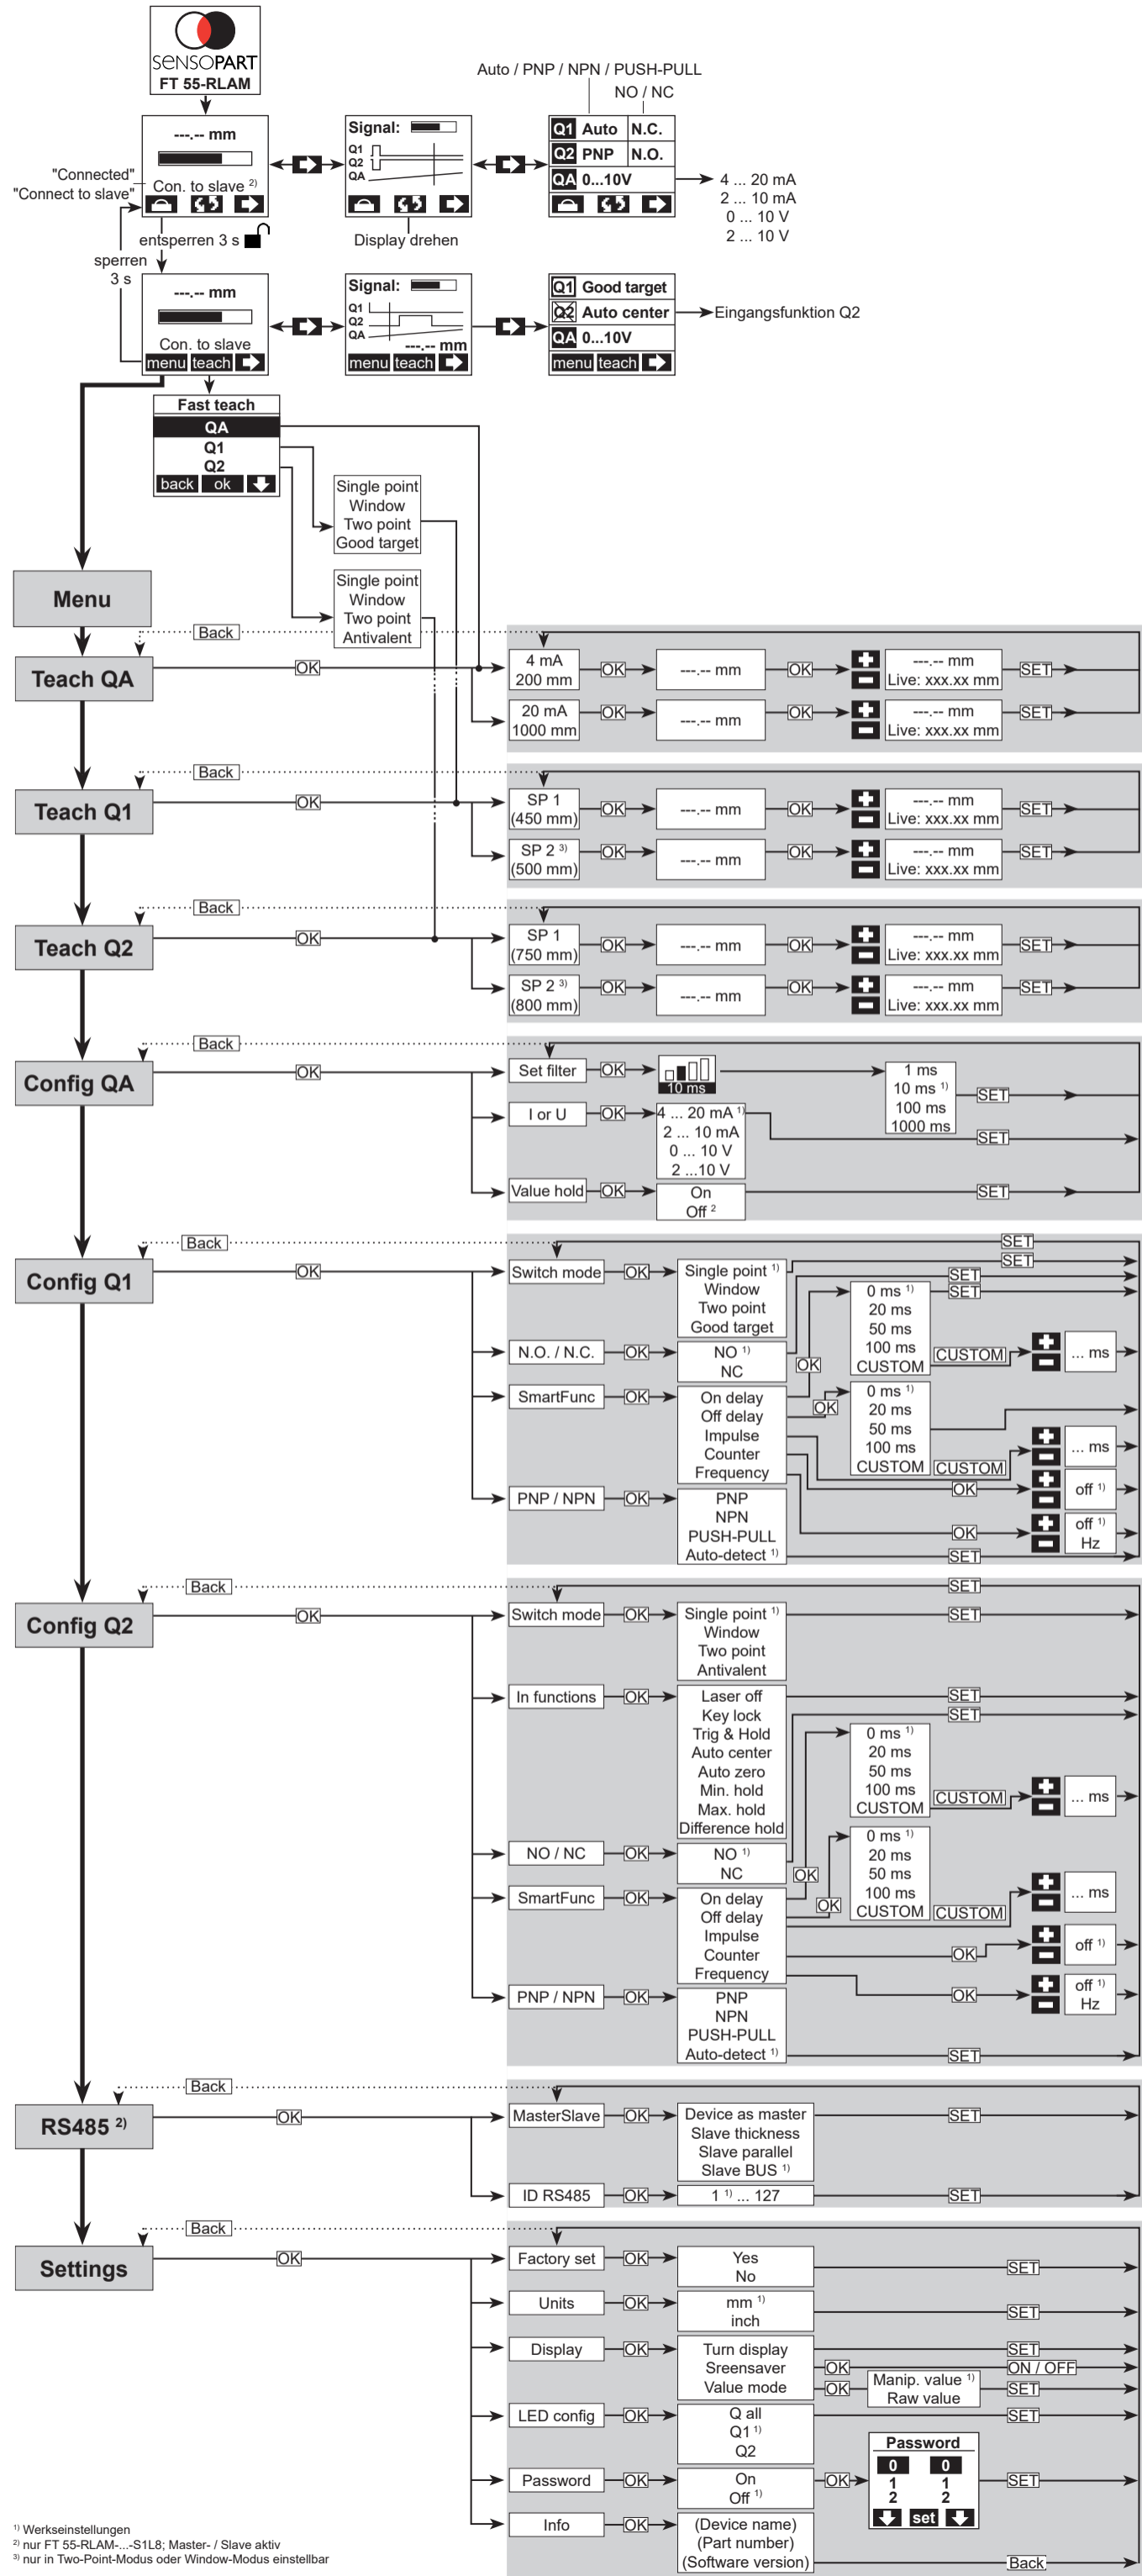 SENSOPART
FT 55-RLAM
Auto / PNP / NPN / PUSH-PULL
NO / NC
---.-- mm
"Connected"
"Connect to slave"
Con. to slave 2)
Signal:
Q1
Q2
QA
Q1 Auto N.C.
Q2 PNP N.O.
QA 0...10V
4 ... 20 mA
2 ... 10 mA
0 ... 10 V
2 ... 10 V
entsperren 3 s
Display drehen
sperren
3 s
---.-- mm
Con. to slave
menu teach
Signal:
Q1
Q2
QA
---.-- mm
menu teach
Q1 Good target
Q2 Auto center
QA 0...10V
menu teach
Eingangsfunktion Q2
Fast teach
QA
Q1
Q2
back ok
Single point
Window
Two point
Good target
Single point
Window
Two point
Antivalent
Menu
Back
Teach QA
OK
4 mA
200 mm
OK
---.-- mm
OK
---.-- mm
Live: xxx.xx mm
SET
20 mA
1000 mm
OK
---.-- mm
OK
---.-- mm
Live: xxx.xx mm
SET
Back
Teach Q1
OK
SP 1
(450 mm)
OK
---.-- mm
OK
---.-- mm
Live: xxx.xx mm
SET
SP 2 3)
(500 mm)
OK
---.-- mm
OK
---.-- mm
Live: xxx.xx mm
SET
Back
Teach Q2
OK
SP 1
(750 mm)
OK
---.-- mm
OK
---.-- mm
Live: xxx.xx mm
SET
SP 2 3)
(800 mm)
OK
---.-- mm
OK
---.-- mm
Live: xxx.xx mm
SET
Back
Config QA
OK
Set filter
OK
10 ms
1 ms
10 ms 1)
100 ms
1000 ms
SET
I or U
OK
4 ... 20 mA 1)
2 ... 10 mA
0 ... 10 V
2 ...10 V
SET
Value hold
OK
On
Off 2
SET
Back
Config Q1
OK
SET
Switch mode
OK
Single point 1)
Window
Two point
Good target
SET
N.O. / N.C.
OK
NO 1)
NC
SET
SmartFunc
OK
On delay
Off delay
Impulse
Counter
Frequency
OK
0 ms 1)
20 ms
50 ms
100 ms
CUSTOM
SET
CUSTOM
... ms
OK
0 ms 1)
20 ms
50 ms
100 ms
CUSTOM
CUSTOM
... ms
OK
off 1)
OK
off 1)
Hz
PNP / NPN
OK
PNP
NPN
PUSH-PULL
Auto-detect 1)
SET
Back
Config Q2
OK
SET
Switch mode
OK
Single point 1)
Window
Two point
Antivalent
SET
In functions
OK
Laser off
Key lock
Trig & Hold
Auto center
Auto zero
Min. hold
Max. hold
Difference hold
SET
NO / NC
OK
NO 1)
NC
SET
SmartFunc
OK
On delay
Off delay
Impulse
Counter
Frequency
OK
0 ms 1)
20 ms
50 ms
100 ms
CUSTOM
CUSTOM
... ms
OK
0 ms 1)
20 ms
50 ms
100 ms
CUSTOM
CUSTOM
... ms
OK
off 1)
OK
off 1)
Hz
PNP / NPN
OK
PNP
NPN
PUSH-PULL
Auto-detect 1)
SET
Back
RS485 2)
OK
MasterSlave
OK
Device as master
Slave thickness
Slave parallel
Slave BUS 1)
SET
ID RS485
OK
1 1) ... 127
SET
Back
Settings
OK
Factory set
OK
Yes
No
SET
Units
OK
mm 1)
inch
SET
Display
OK
Turn display
Sreensaver
Value mode
SET
OK
ON / OFF
OK
Manip. value 1)
Raw value
SET
LED config
OK
Q all
Q1 1)
Q2
SET
Password
OK
On
Off 1)
OK
Password
0 0
1 1
2 2
set
SET
Info
OK
(Device name)
(Part number)
(Software version)
Back
1) Werkseinstellungen
2) nur FT 55-RLAM-...-S1L8; Master- / Slave aktiv
3) nur in Two-Point-Modus oder Window-Modus einstellbar